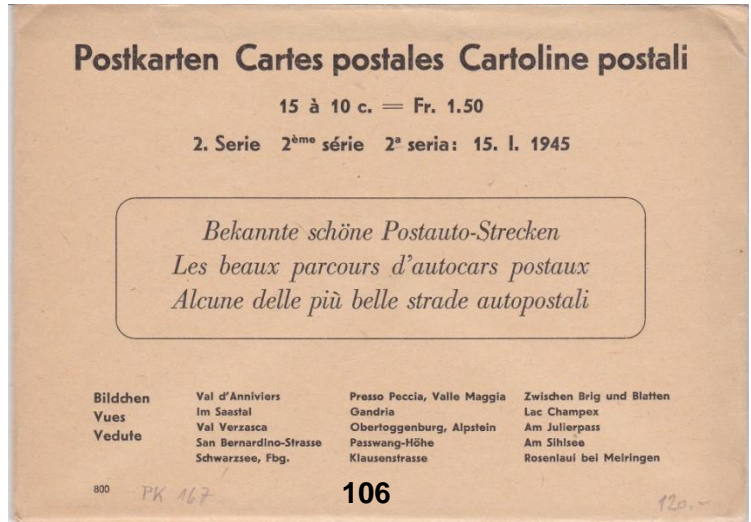 Postkarten Cartes postales Cartoline postali
15 à 10 c. = Fr. 1.50
2. Serie 2ème série 2ª seria: 15. I. 1945
Bekannte schöne Postauto-Strecken
Les beaux parcours d'autocars postaux
Alcune delle più belle strade autopostali
Bildchen
Vues
Vedute
Val d'Anniviers
Im Saastal
Val Verzasca
San Bernardino-Strasse
Schwarzsee, Fbg.
Presso Peccia, Valle Maggia
Gandria
Obertoggenburg, Alpstein
Passwang-Höhe
Klausenstrasse
Zwischen Brig und Blatten
Lac Champex
Am Julierpass
Am Sihlsee
Rosenlaui bei Meiringen
800 PK 167
106
120.-